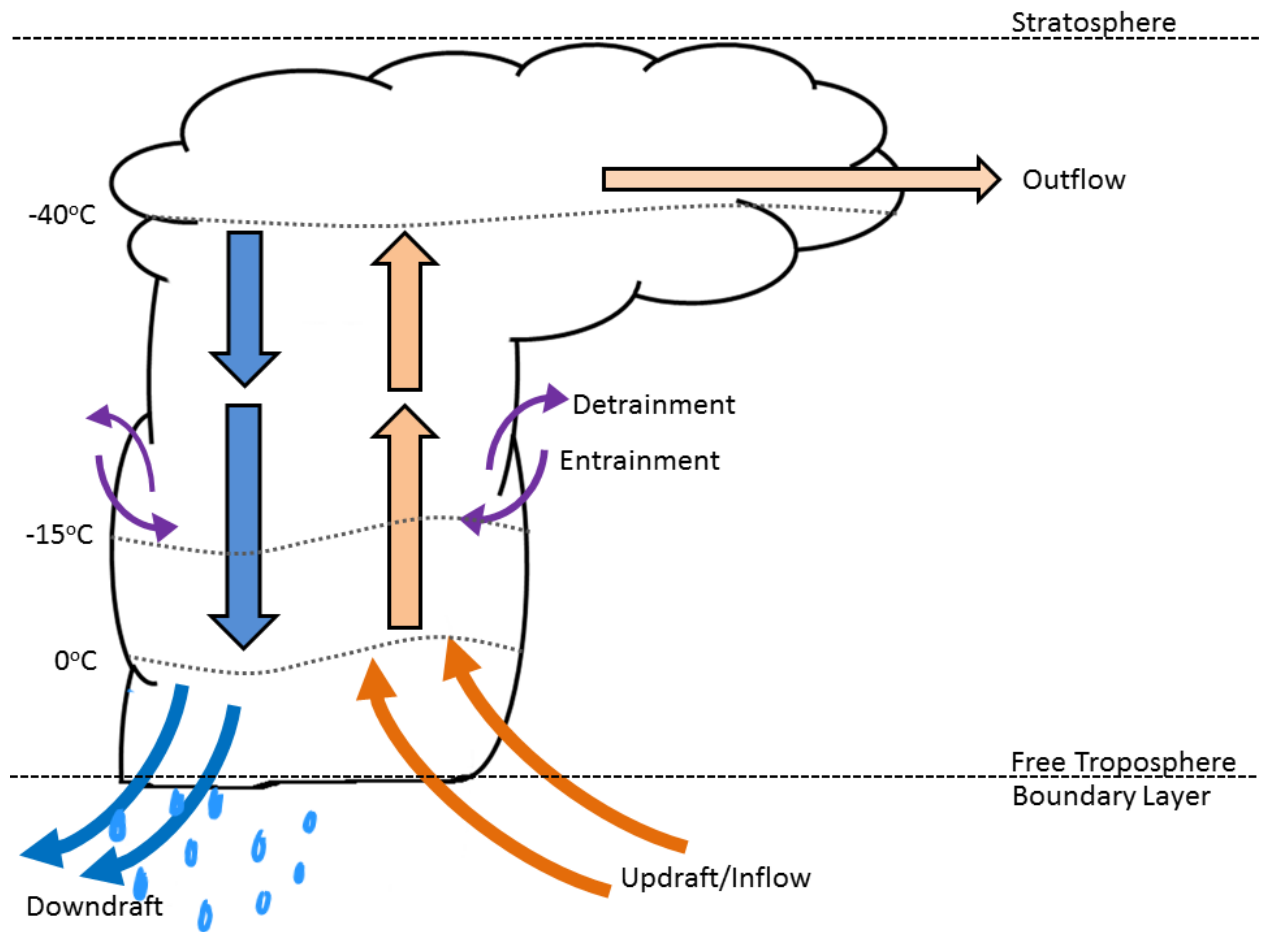 Stratosphere
Outflow
-40°C
Detrainment
Entrainment
-15°C
0°C
Free Troposphere
Boundary Layer
Updraft/Inflow
Downdraft